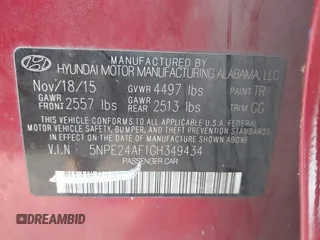 MANUFACTURED BY
HYUNDAI MOTOR MANUFACTURING ALABAMA, LLC
Nov/18/15 GVWR 4497 lbs PAINT TR
GAWR FRONT 2557 lbs GAWR REAR 2513 lbs TRIM GG
V.I.N. 5NPE24AF1GH349434
PASSENGER CAR
THIS VEHICLE CONFORMS TO ALL APPLICABLE
FEDERAL MOTOR VEHICLE SAFETY, BUMPER, AND
THEFT PREVENTION STANDARDS IN EFFECT ON
THE DATE OF MANUFACTURE SHOWN ABOVE.
DCAUCTION